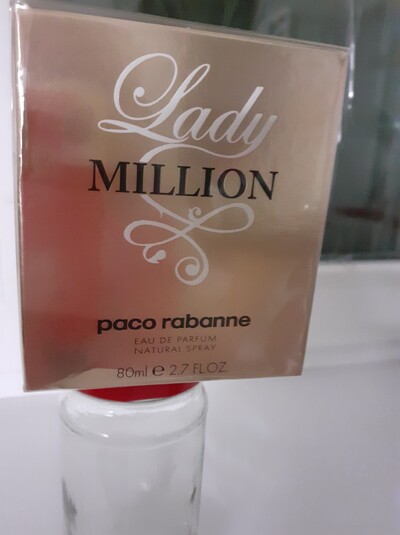 Lady
MILLION
paco rabanne
EAU DE PARFUM
NATURAL SPRAY
80ml e 2.7 FL.OZ.